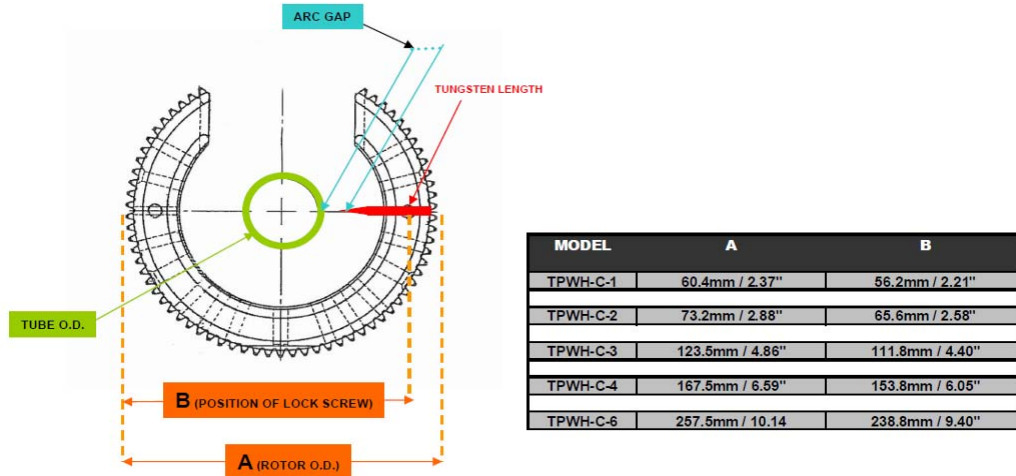 ARC GAP
TUNGSTEN LENGTH
TUBE O.D.
B (POSITION OF LOCK SCREW)
A (ROTOR O.D.)
MODEL A B
TPWH-C-1 60.4mm / 2.37" 56.2mm / 2.21"
TPWH-C-2 73.2mm / 2.88" 65.6mm / 2.58"
TPWH-C-3 123.5mm / 4.86" 111.8mm / 4.40"
TPWH-C-4 167.5mm / 6.59" 153.8mm / 6.05"
TPWH-C-6 257.5mm / 10.14 238.8mm / 9.40"